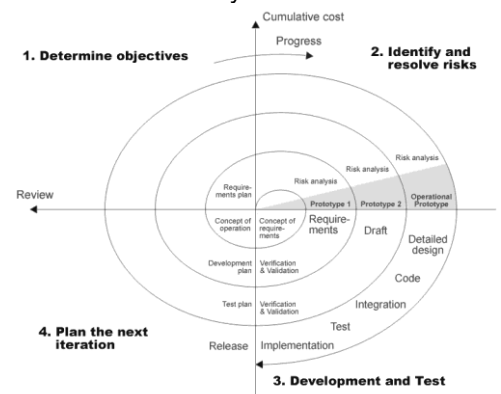 Cumulative cost
Progress
1. Determine objectives
2. Identify and
resolve risks
Risk analysis
Risk analysis
Risk analysis
Require-
ments plan
Review
Prototype 1
Prototype 2
Operational
Prototype
Concept of
operation
Concept of
require-
ments
Require-
ments
Draft
Detailed
design
Development
plan
Verification
& Validation
Code
Test plan
Verification
& Validation
Integration
Test
4. Plan the next
iteration
Release
Implementation
3. Development and Test